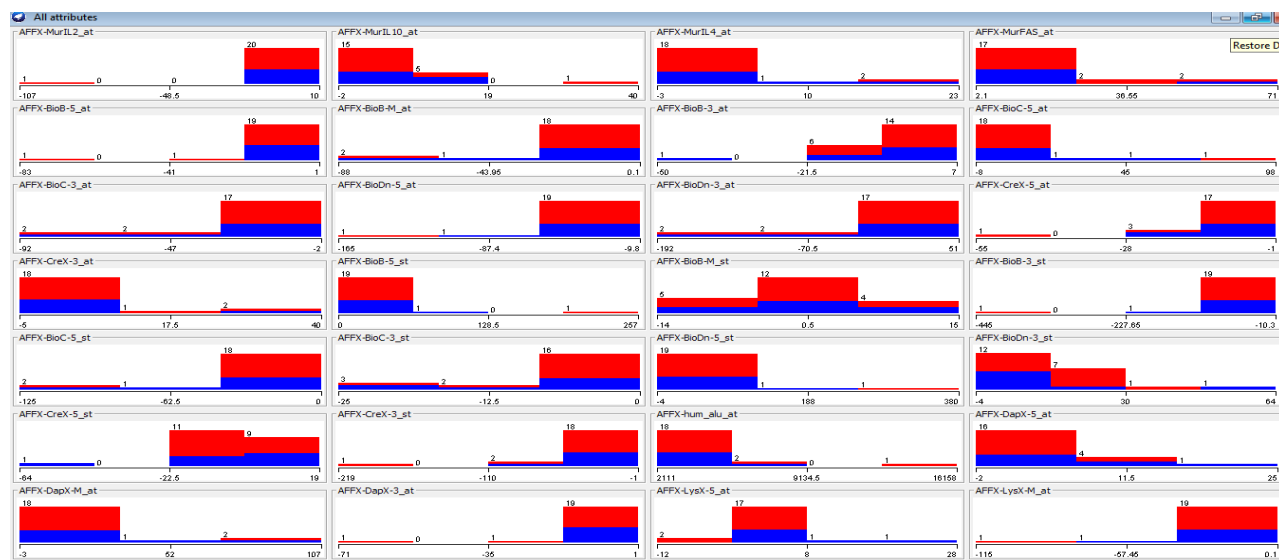 All attributes
AFFX-MurIL2_at AFFX-MurIL10_at AFFX-MurIL4_at AFFX-MurFAS_at
Restore D
20 15 18 17
1 0 0 5 0 1 1 2 2 2
-107 -48.5 10 -2 19 40 -3 10 23 2.1 36.55 71
AFFX-BioB-5_at AFFX-BioB-M_at AFFX-BioB-3_at AFFX-BioC-5_at
19 18 14 18
1 0 1 2 1 1 0 6 1 1 1
-83 -41 1 -88 -43.95 0.1 -50 -21.5 7 -8 45 98
AFFX-BioC-3_at AFFX-BioDn-5_at AFFX-BioDn-3_at AFFX-CreX-5_at
17 19 17 17
2 2 1 1 2 2 1 0 3
-92 -47 -2 -165 -87.4 -9.8 -192 -70.5 51 -55 -28 -1
AFFX-CreX-3_at AFFX-BioB-5_st AFFX-BioB-M_st AFFX-BioB-3_st
18 19 12 19
1 2 1 0 1 5 4 1 0 1
-5 17.5 40 0 128.5 257 -14 0.5 15 -446 -227.65 -10.3
AFFX-BioC-5_st AFFX-BioC-3_st AFFX-BioDn-5_st AFFX-BioDn-3_st
18 16 19 12
2 1 3 2 1 1 7 1 1
-125 -62.5 0 -25 -12.5 0 -4 188 380 -4 30 64
AFFX-CreX-5_st AFFX-CreX-3_st AFFX-hum_alu_at AFFX-DapX-5_at
11 9 18 18 16
1 0 1 0 2 2 0 1 4 1
-64 -22.5 19 -219 -110 -1 2111 9134.5 16158 -2 11.5 25
AFFX-DapX-M_at AFFX-DapX-3_at AFFX-LysX-5_at AFFX-LysX-M_at
18 19 17 19
1 2 1 0 1 2 1 1 1 1
-3 52 107 -71 -35 1 -12 8 28 -115 -57.45 0.1